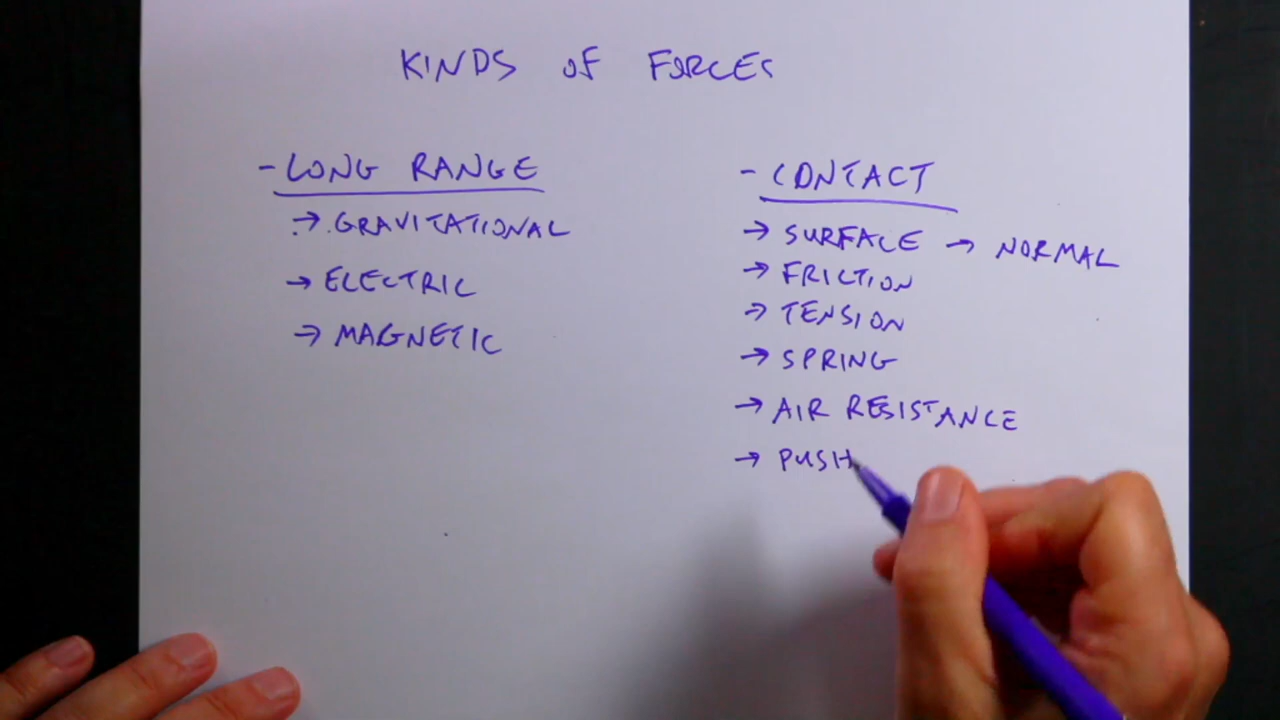 KINDS OF FORCES
- LONG RANGE
→ GRAVITATIONAL
→ ELECTRIC
→ MAGNETIC
- CONTACT
→ SURFACE → NORMAL
→ FRICTION
→ TENSION
→ SPRING
→ AIR RESISTANCE
→ PUSH